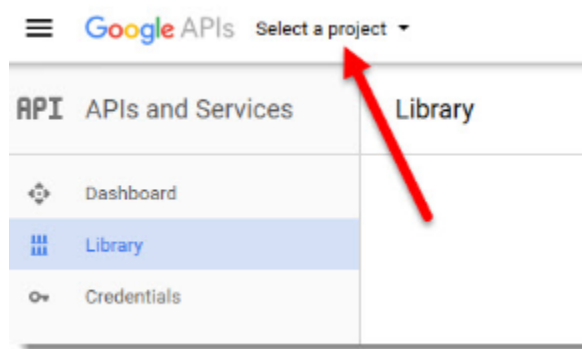 Google APIs Select a project
API APIs and Services Library
Dashboard
Library
Credentials